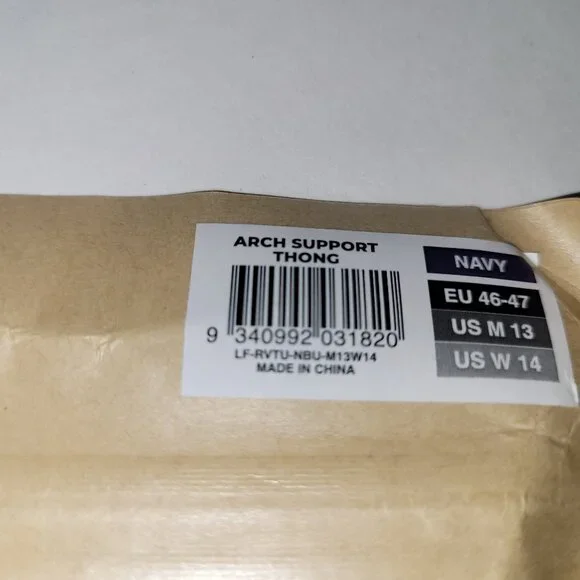 ARCH SUPPORT
THONG
9 340992 031820
LF-RVTU-NBU-M13W14
MADE IN CHINA
NAVY
EU 46-47
US M 13
US W 14